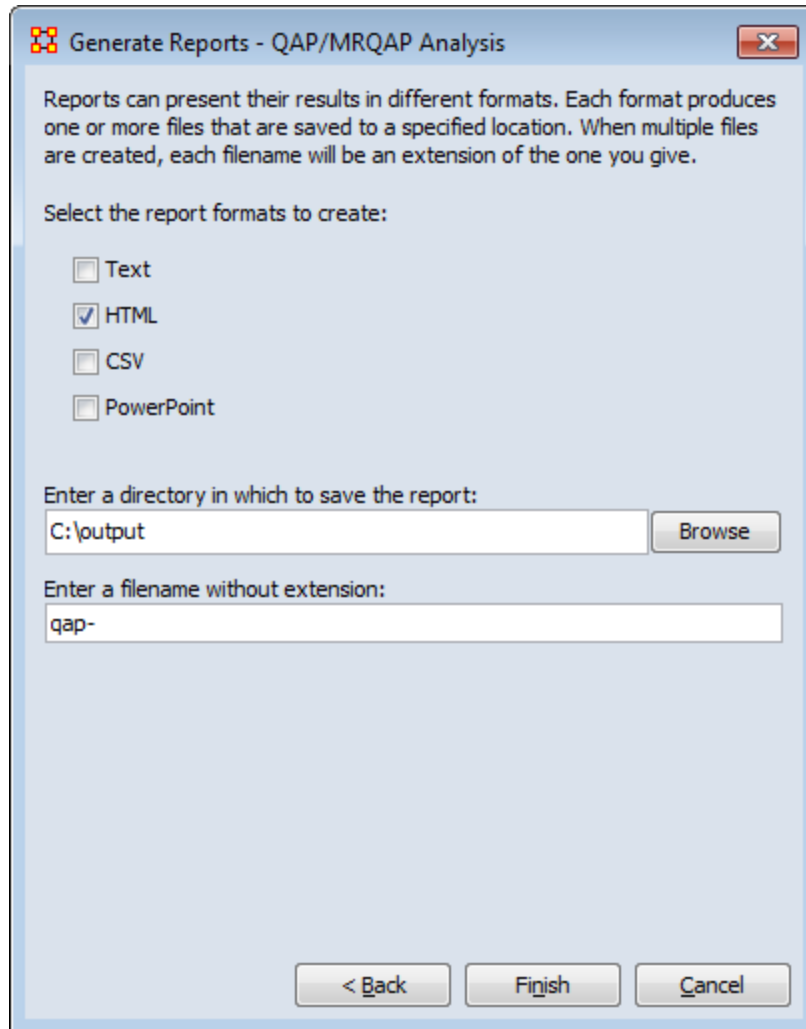 Generate Reports - QAP/MRQAP Analysis
Reports can present their results in different formats. Each format produces
one or more files that are saved to a specified location. When multiple files
are created, each filename will be an extension of the one you give.
Select the report formats to create:
Text
HTML
CSV
PowerPoint
Enter a directory in which to save the report:
C:\output
Browse
Enter a filename without extension:
qap-
< Back
Finish
Cancel